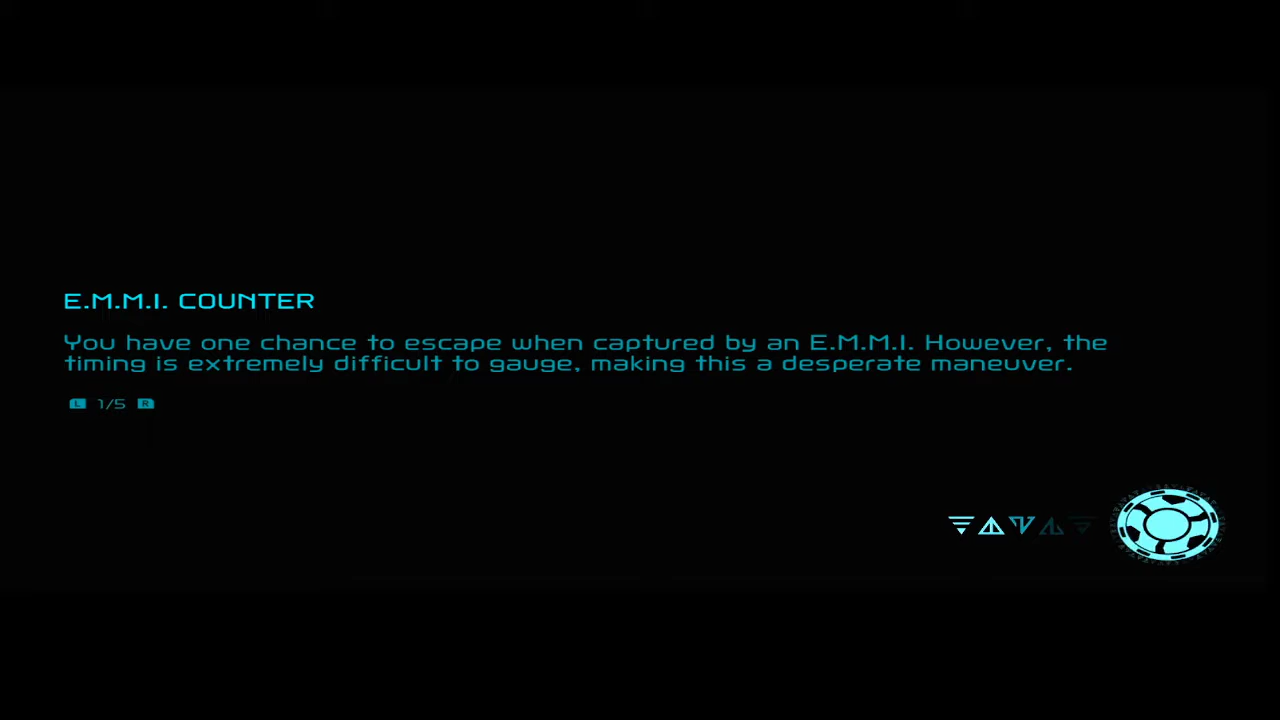 E.M.M.I. COUNTER
You have one chance to escape when captured by an E.M.M.I. However, the
timing is extremely difficult to gauge, making this a desperate maneuver.
L 1/5 R